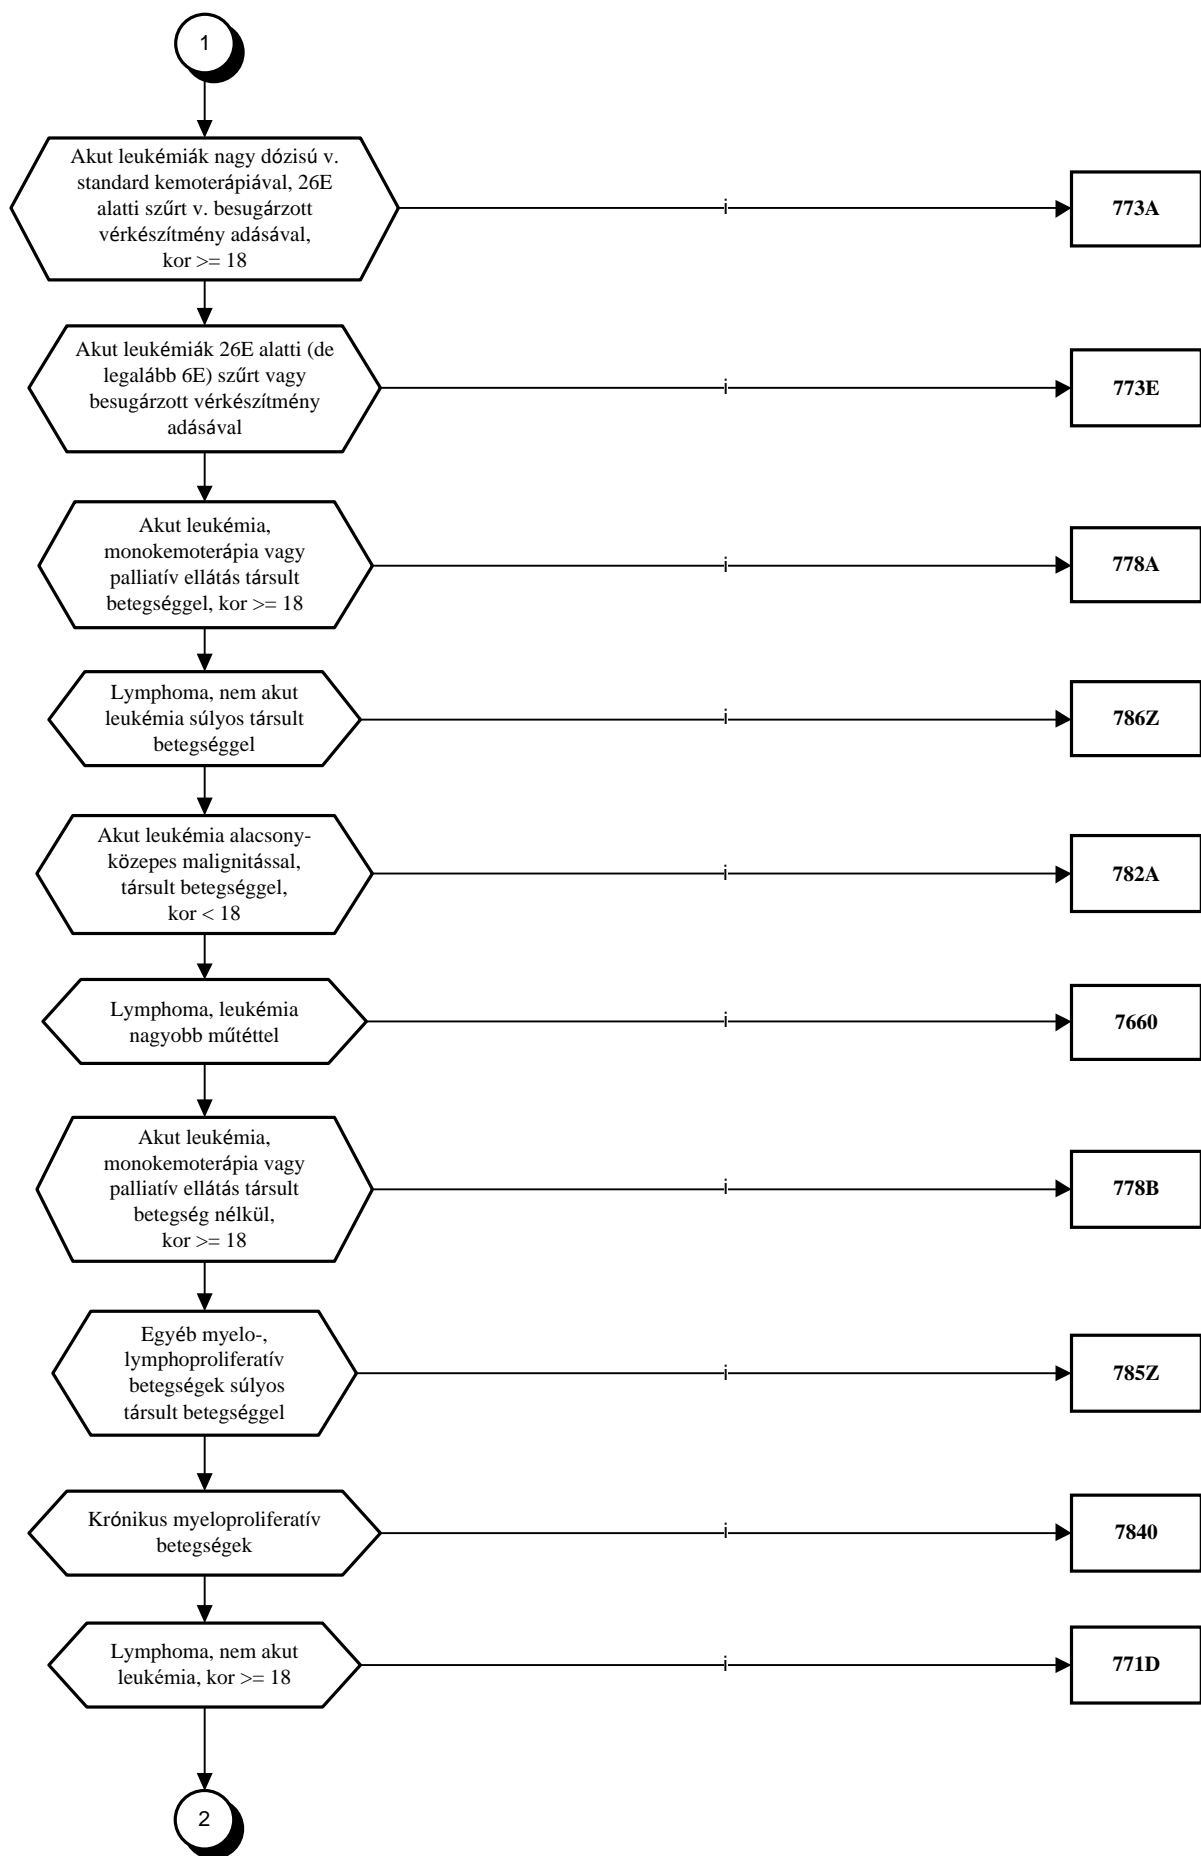 1
Akut leukémiák nagy dózisú v.
standard kemoterápiával, 26E
alatti szűrt v. besugárzott
vérkészítmény adásával,
kor >= 18
i
773A
Akut leukémiák 26E alatti (de
legalább 6E) szűrt vagy
besugárzott vérkészítmény
adásával
i
773E
Akut leukémia,
monokemoterápia vagy
palliatív ellátás társult
betegséggel, kor >= 18
i
778A
Lymphoma, nem akut
leukémia súlyos társult
betegséggel
i
786Z
Akut leukémia alacsony-
közepes malignitással,
társult betegséggel,
kor < 18
i
782A
Lymphoma, leukémia
nagyobb műtéttel
i
7660
Akut leukémia,
monokemoterápia vagy
palliatív ellátás társult
betegség nélkül,
kor >= 18
i
778B
Egyéb myelo-,
lymphoproliferatív
betegségek súlyos
társult betegséggel
i
785Z
Krónikus myeloproliferatív
betegségek
i
7840
Lymphoma, nem akut
leukémia, kor >= 18
i
771D
2